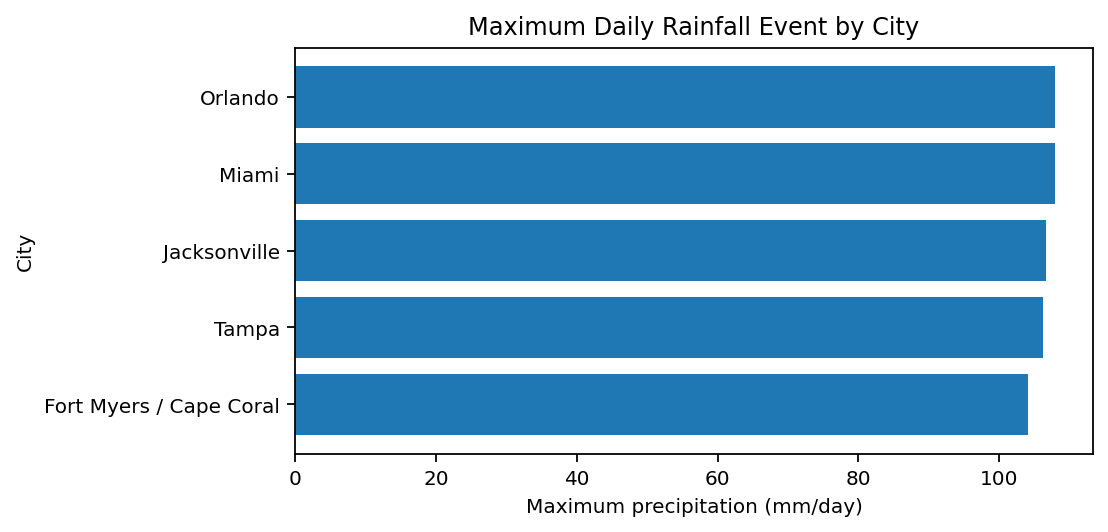 Maximum Daily Rainfall Event by City
City
Orlando
Miami
Jacksonville
Tampa
Fort Myers / Cape Coral
0 20 40 60 80 100
Maximum precipitation (mm/day)